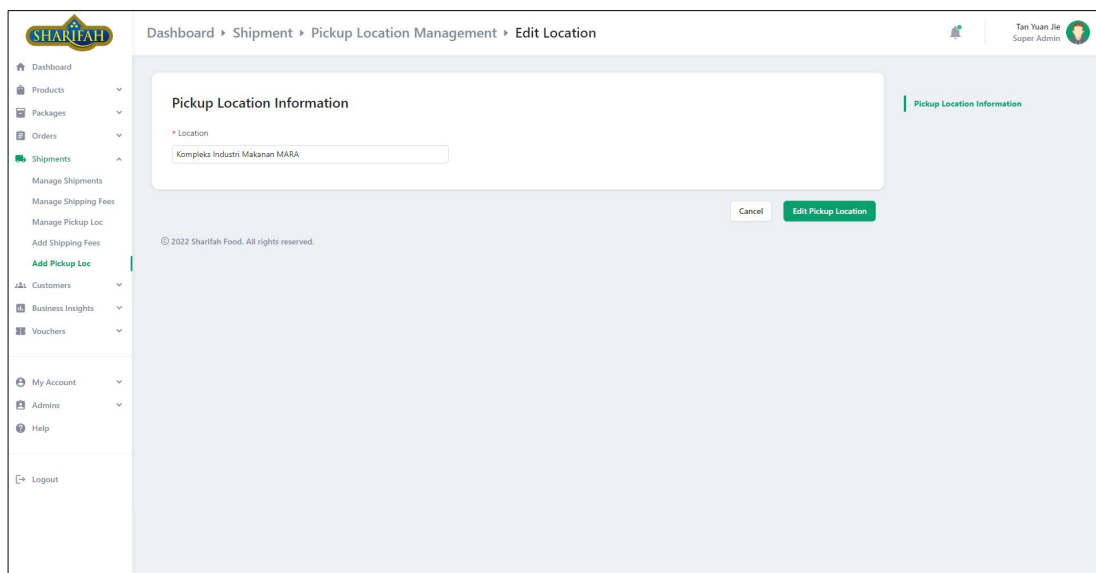 SHARIFAH
Dashboard ▸ Shipment ▸ Pickup Location Management ▸ Edit Location
Tan Yuan Jie
Super Admin
Dashboard
Products
Packages
Orders
Shipments
Manage Shipments
Manage Shipping Fees
Manage Pickup Loc
Add Shipping Fees
Add Pickup Loc
Customers
Business Insights
Vouchers
My Account
Admins
Help
Logout
Pickup Location Information
* Location
Kompleks Industri Makanan MARA
Cancel
Edit Pickup Location
© 2022 Sharifah Food. All rights reserved.
Pickup Location Information